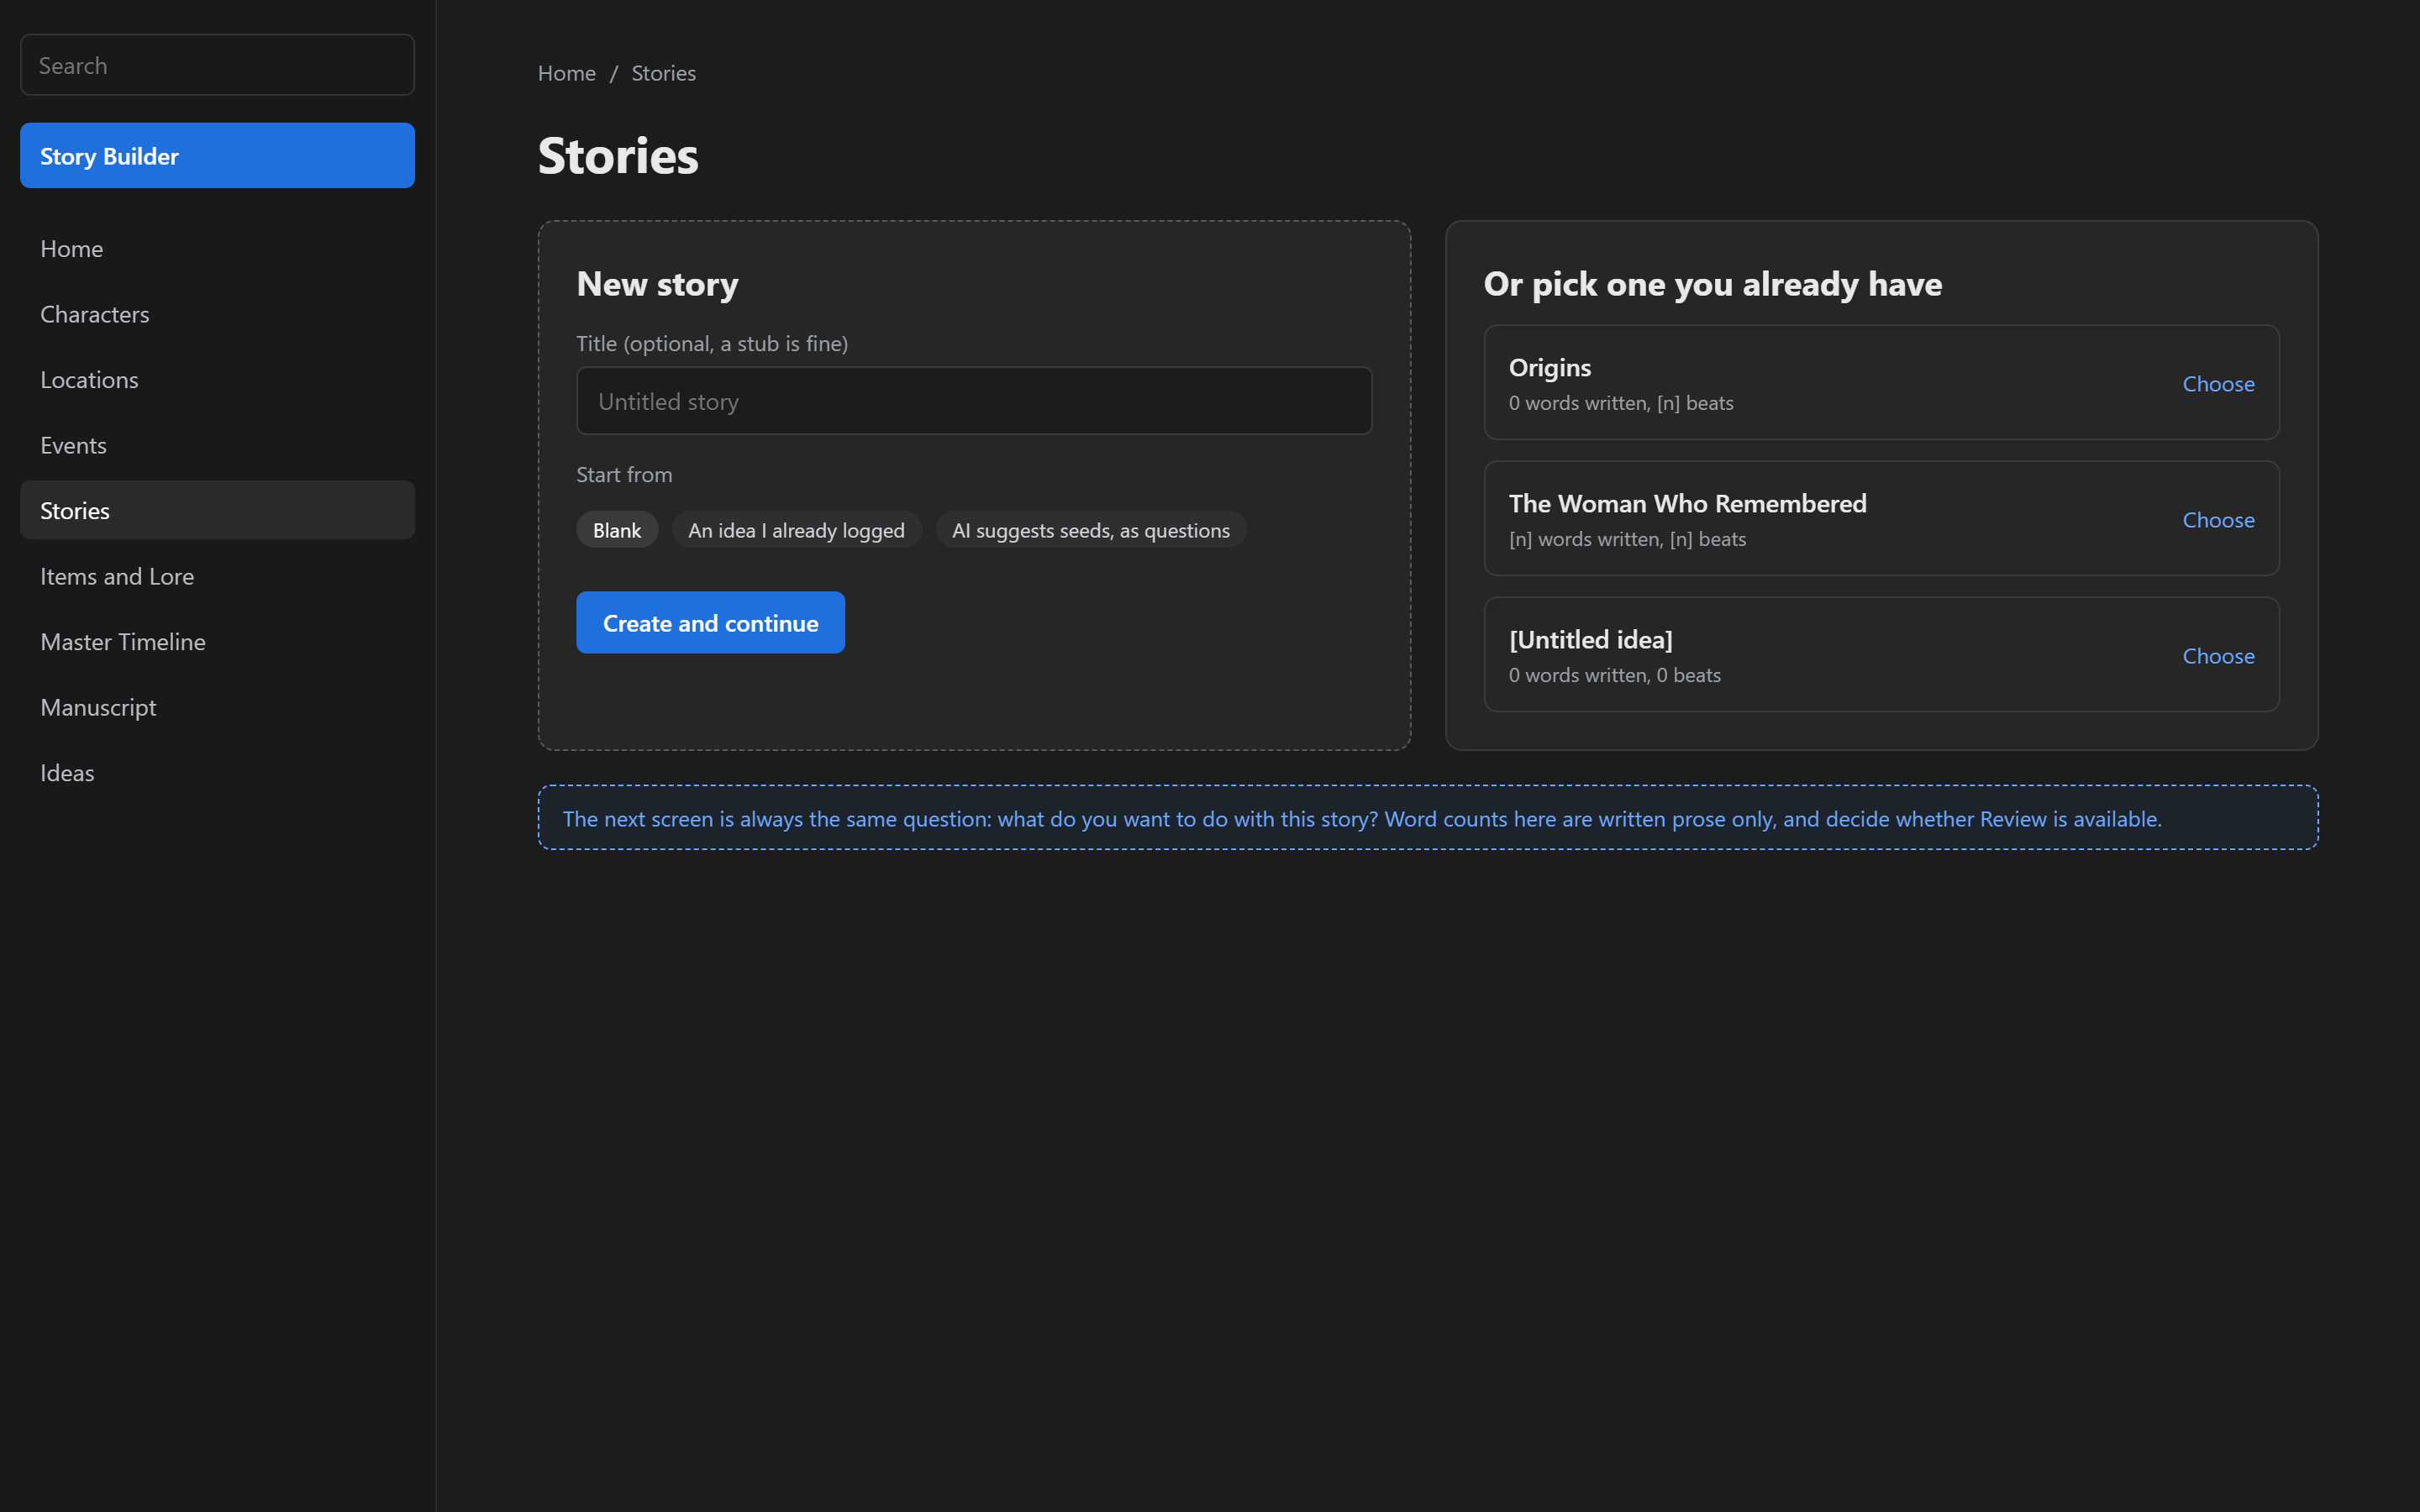 Search
Story Builder
Home
Characters
Locations
Events
Stories
Items and Lore
Master Timeline
Manuscript
Ideas
Home / Stories
Stories
New story
Title (optional, a stub is fine)
Untitled story
Start from
Blank
An idea I already logged
AI suggests seeds, as questions
Create and continue
Or pick one you already have
Origins
0 words written, [n] beats
Choose
The Woman Who Remembered
[n] words written, [n] beats
Choose
[Untitled idea]
0 words written, 0 beats
Choose
The next screen is always the same question: what do you want to do with this story? Word counts here are written prose only, and decide whether Review is available.